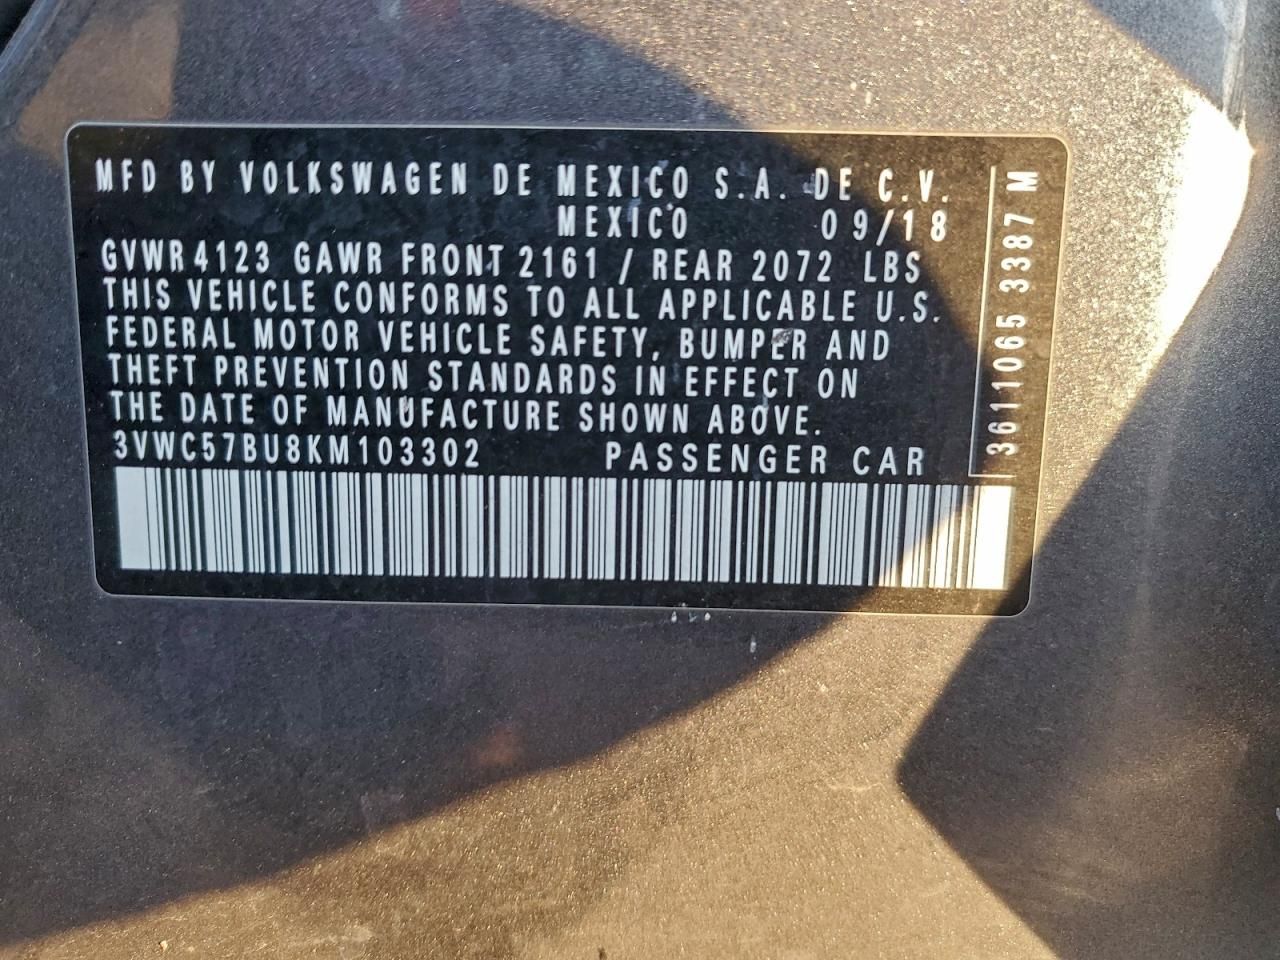 MFD BY VOLKSWAGEN DE MEXICO S.A. DE C.V.
MEXICO 09/18
GVWR 4123 GAWR FRONT 2161 / REAR 2072 LBS
THIS VEHICLE CONFORMS TO ALL APPLICABLE U.S.
FEDERAL MOTOR VEHICLE SAFETY, BUMPER AND
THEFT PREVENTION STANDARDS IN EFFECT ON
THE DATE OF MANUFACTURE SHOWN ABOVE.
3VWC57BU8KM103302 PASSENGER CAR
3611065 3387 M